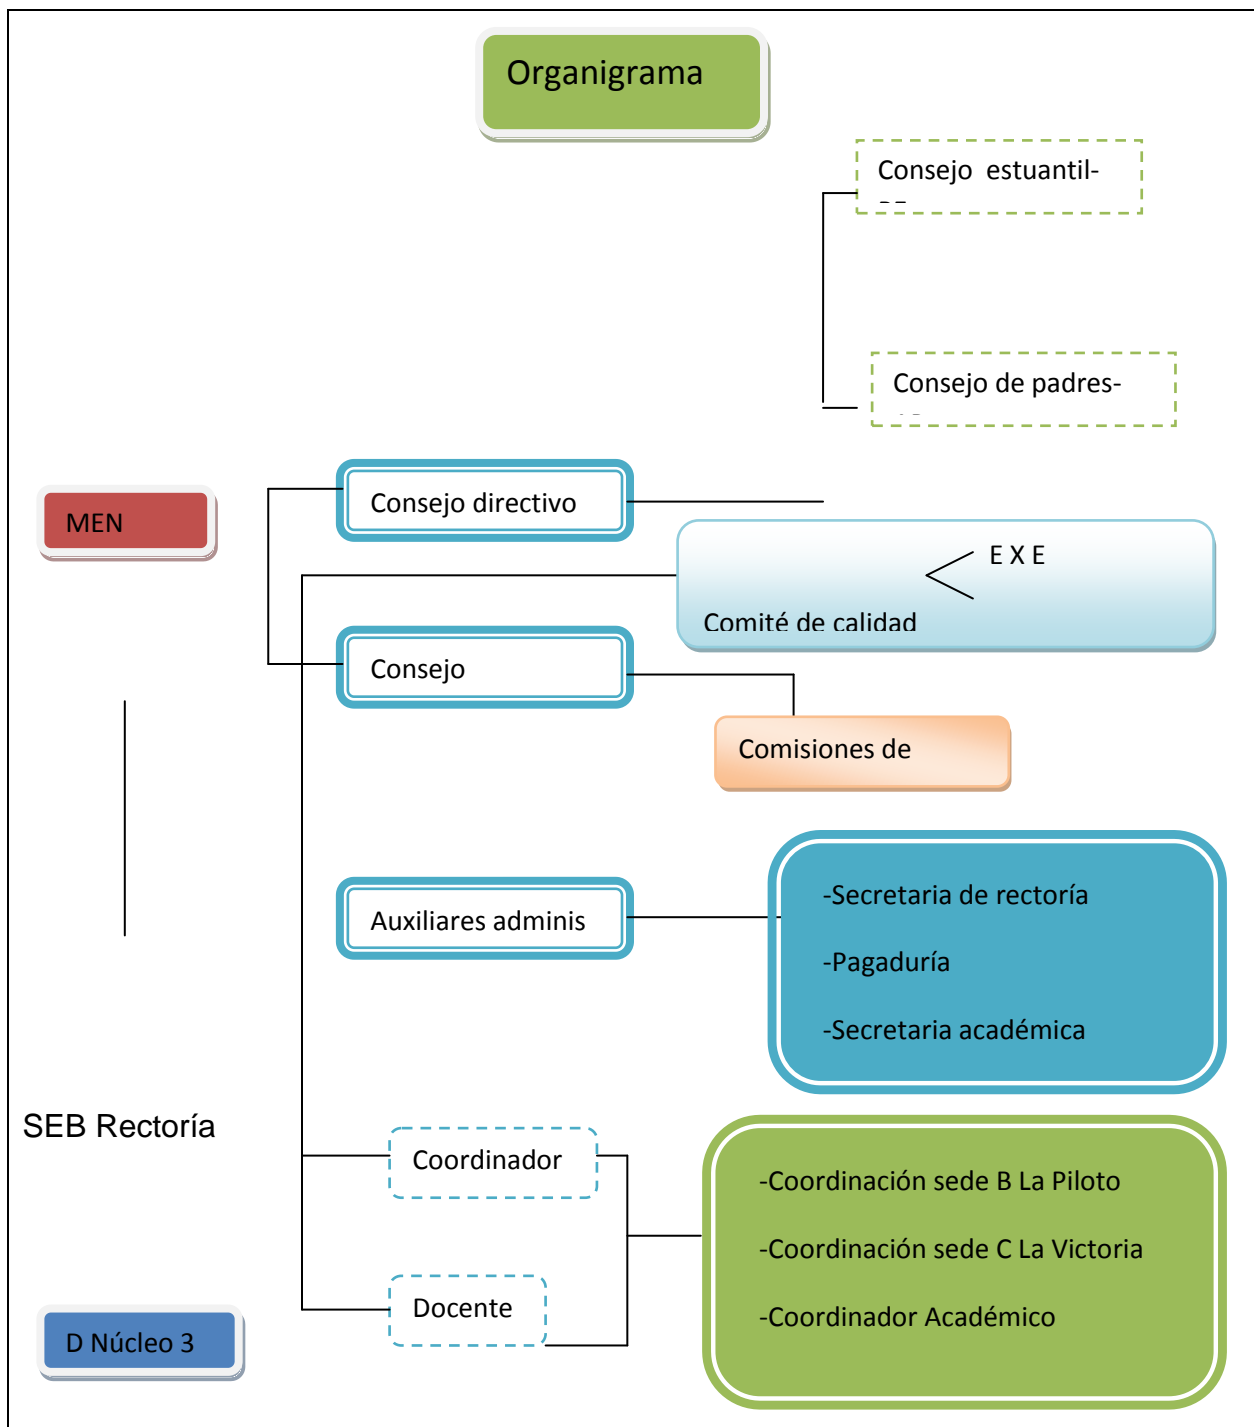 Organigrama
Consejo estuantil-
Consejo de padres-
Consejo directivo
MEN
E X E
Comité de calidad
Consejo
Comisiones de
-Secretaria de rectoría
Auxiliares adminis
-Pagaduría
-Secretaria académica
SEB Rectoría
Coordinador
-Coordinación sede B La Piloto
-Coordinación sede C La Victoria
Docente
-Coordinador Académico
D Núcleo 3